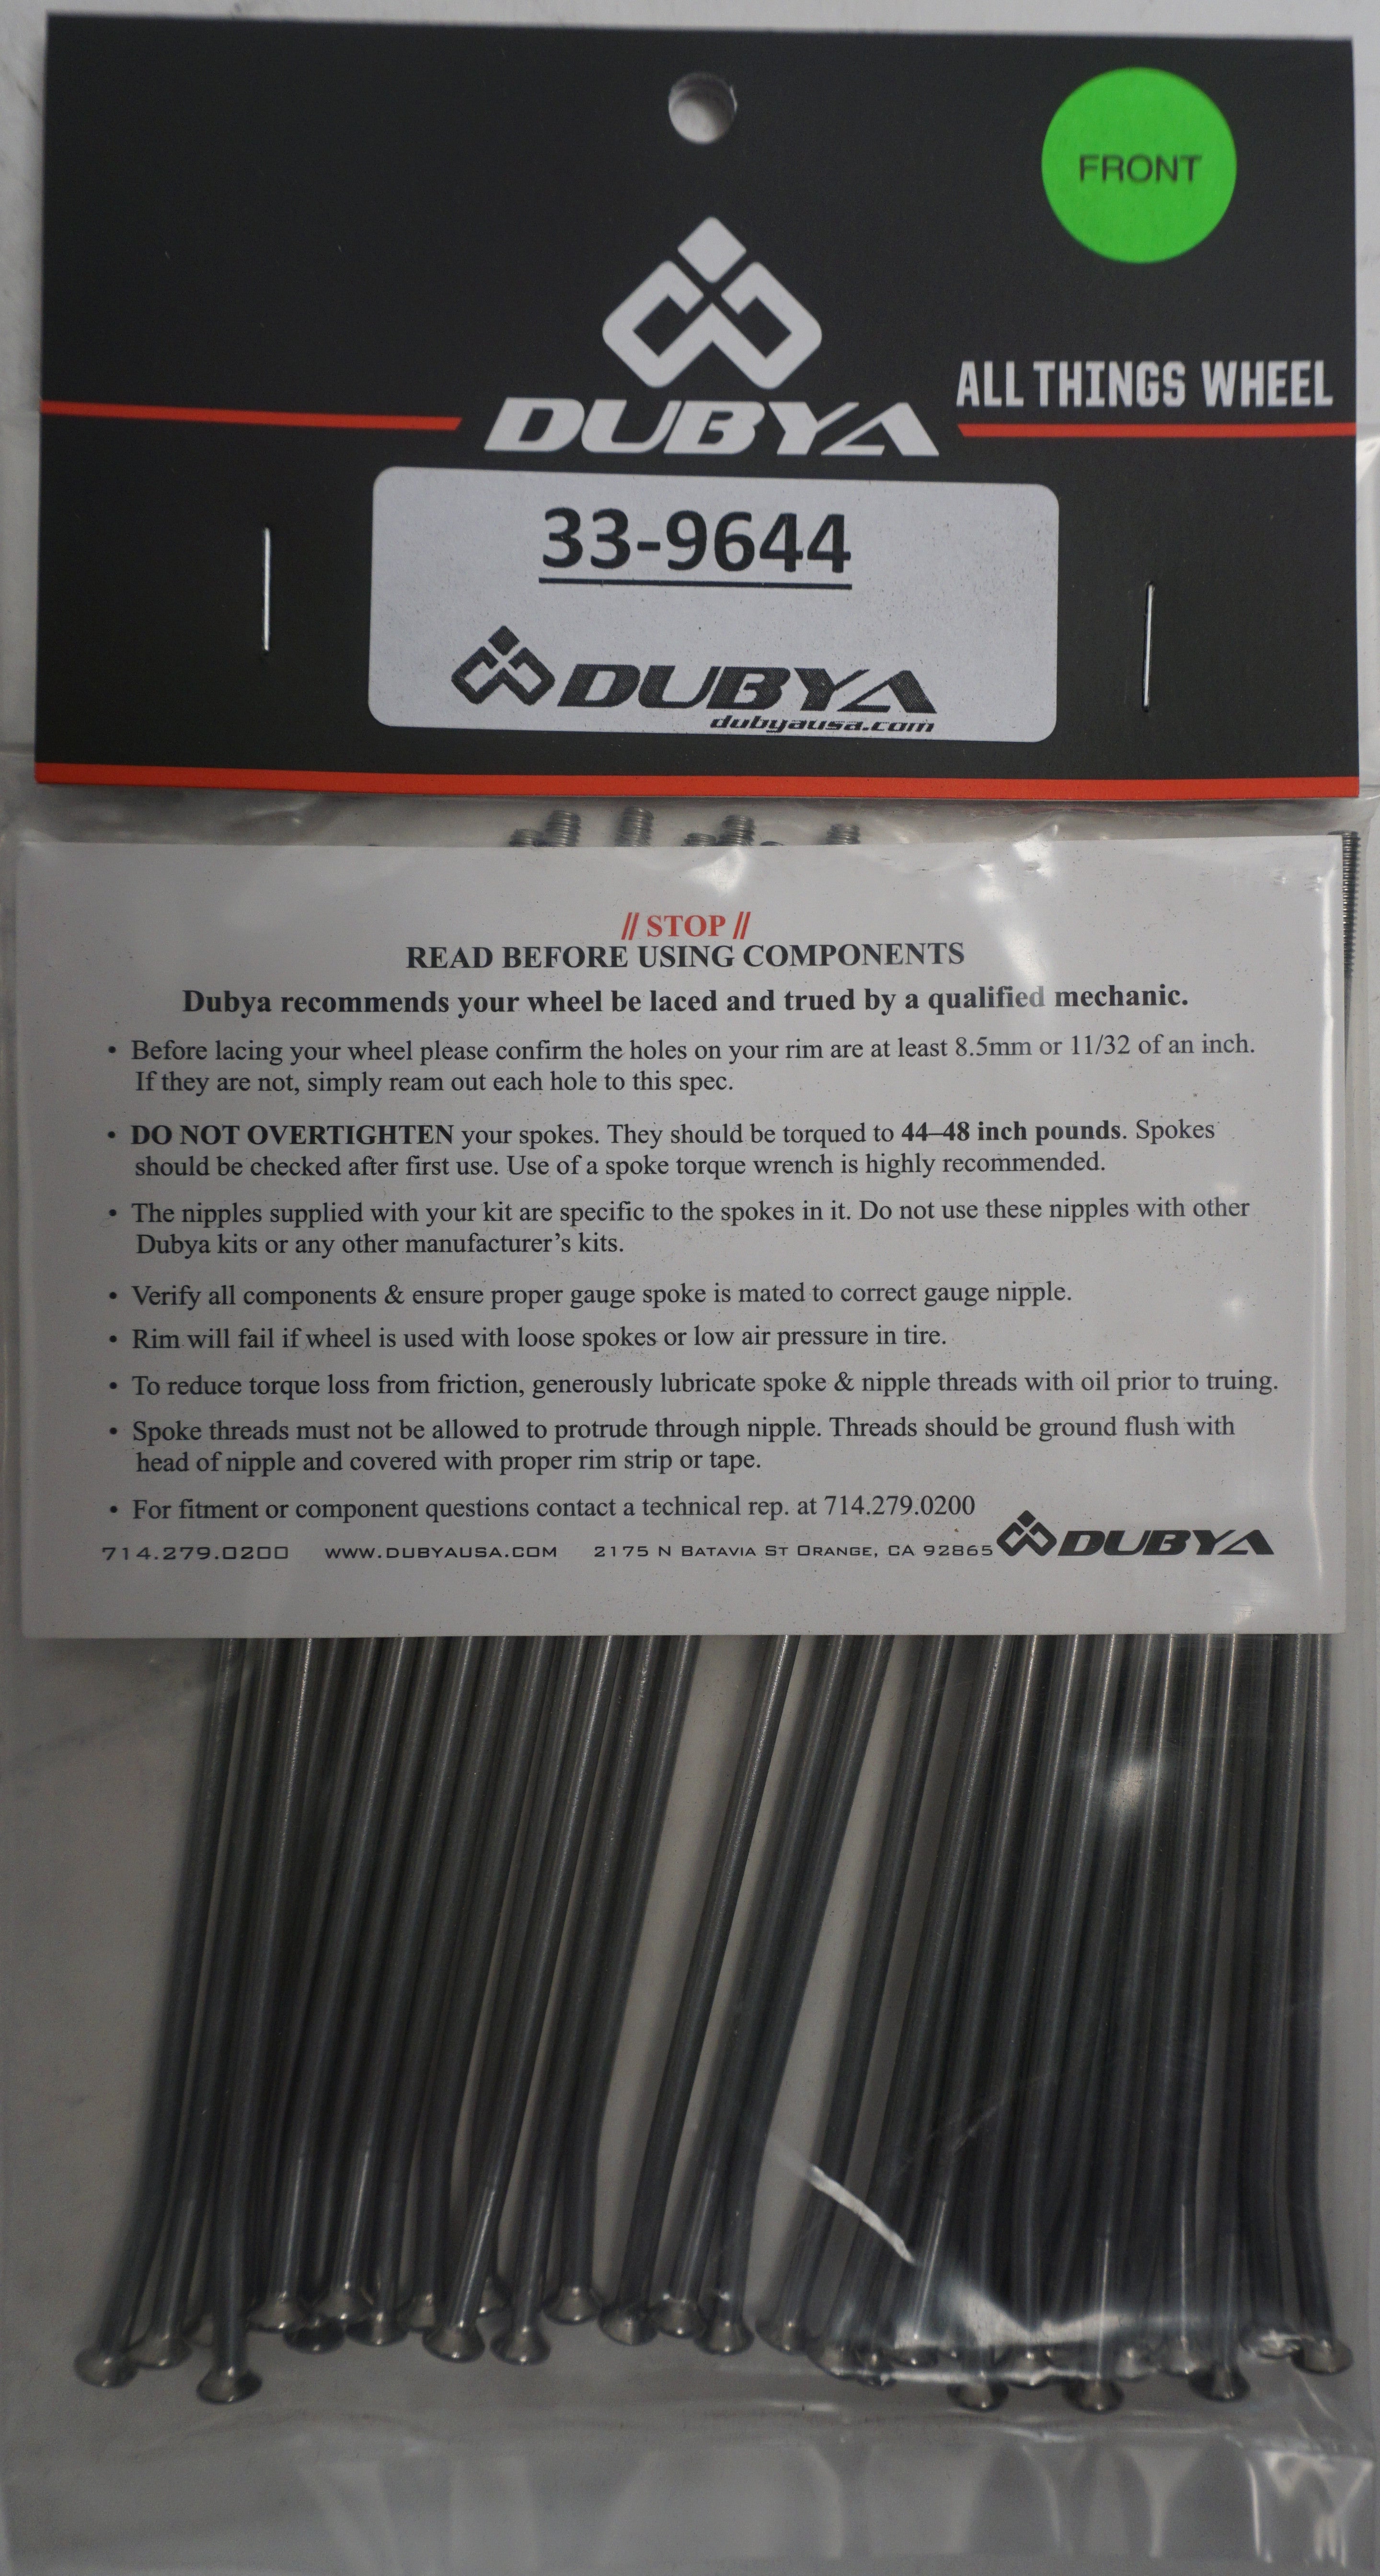 FRONT
DUBYA
ALL THINGS WHEEL
33-9644
DUBYA
dubyausa.com
// STOP //
READ BEFORE USING COMPONENTS
Dubya recommends your wheel be laced and trued by a qualified mechanic.
• Before lacing your wheel please confirm the holes on your rim are at least 8.5mm or 11/32 of an inch.
If they are not, simply ream out each hole to this spec.
• DO NOT OVERTIGHTEN your spokes. They should be torqued to 44–48 inch pounds. Spokes
should be checked after first use. Use of a spoke torque wrench is highly recommended.
• The nipples supplied with your kit are specific to the spokes in it. Do not use these nipples with other
Dubya kits or any other manufacturer’s kits.
• Verify all components & ensure proper gauge spoke is mated to correct gauge nipple.
• Rim will fail if wheel is used with loose spokes or low air pressure in tire.
• To reduce torque loss from friction, generously lubricate spoke & nipple threads with oil prior to truing.
• Spoke threads must not be allowed to protrude through nipple. Threads should be ground flush with
head of nipple and covered with proper rim strip or tape.
• For fitment or component questions contact a technical rep. at 714.279.0200
714.279.0200 WWW.DUBYAUSA.COM 2175 N BATAVIA ST ORANGE, CA 92865 DUBYA